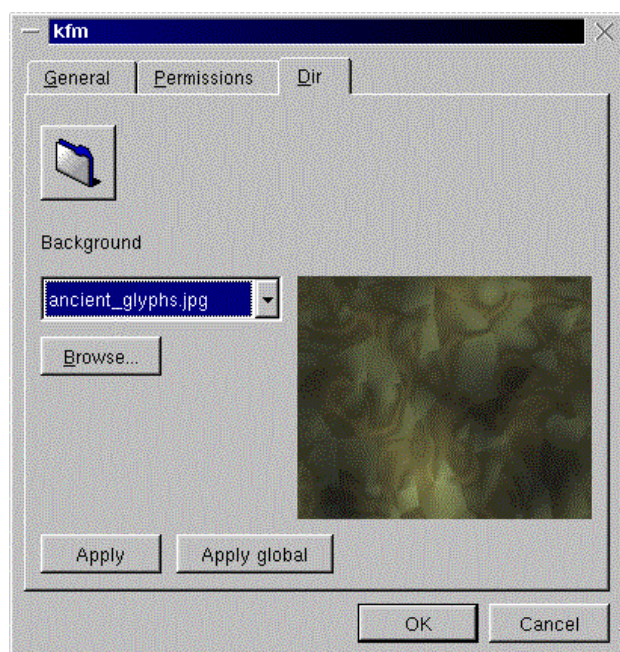 kfm
General Permissions Dir
Background
ancient_glyphs.jpg
Browse...
Apply Apply global
OK Cancel